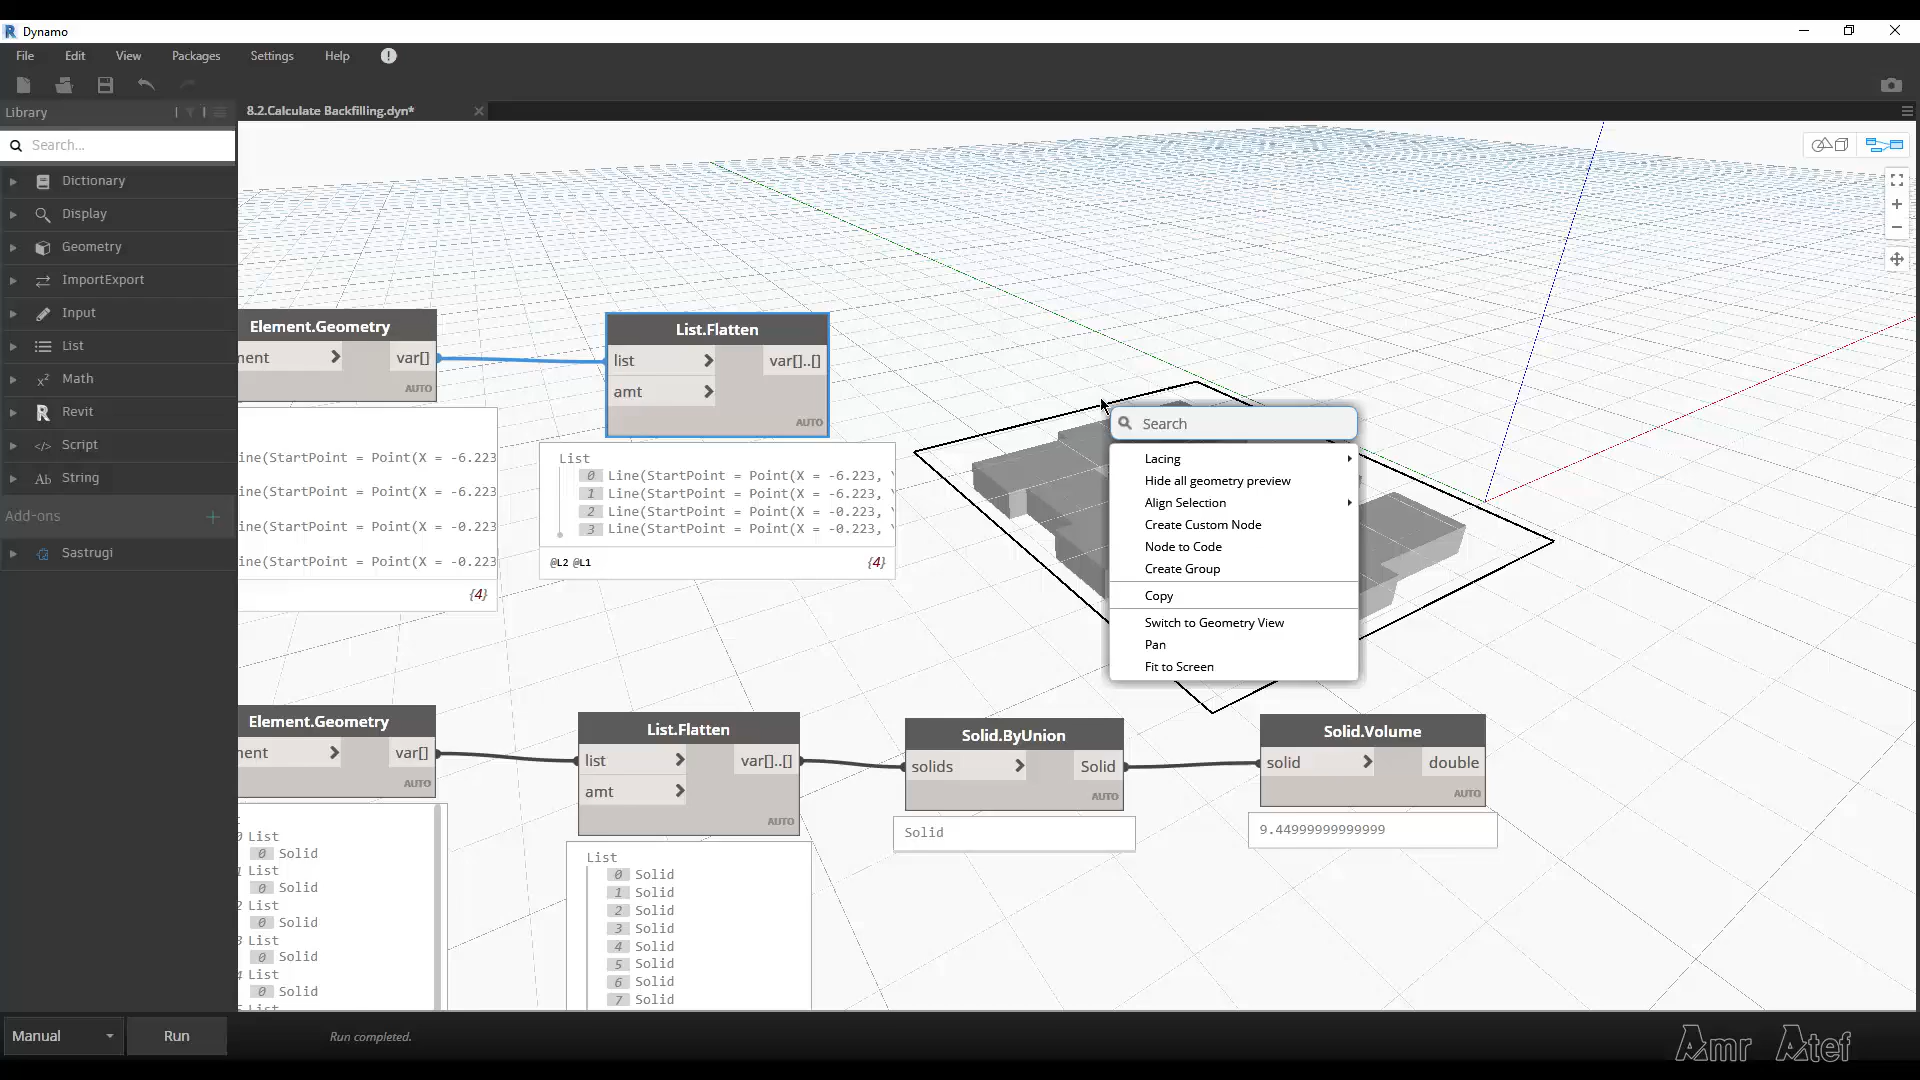 Dynamo
File Edit View Packages Settings Help
Library
8.2.Calculate Backfilling.dyn*
Search...
Dictionary
Display
Geometry
ImportExport
Input
List
Math
Revit
Script
String
Add-ons
Sastrugi
Element.Geometry
var[]
AUTO
ine(StartPoint = Point(X = -6.223
ine(StartPoint = Point(X = -6.223
ine(StartPoint = Point(X = -0.223
ine(StartPoint = Point(X = -0.223
{4}
List.Flatten
list var[]..[]
amt
AUTO
List
0 Line(StartPoint = Point(X = -6.223,
1 Line(StartPoint = Point(X = -6.223,
2 Line(StartPoint = Point(X = -0.223,
3 Line(StartPoint = Point(X = -0.223,
@L2 @L1 {4}
Search
Lacing
Hide all geometry preview
Align Selection
Create Custom Node
Node to Code
Create Group
Copy
Switch to Geometry View
Pan
Fit to Screen
Element.Geometry
var[]
AUTO
List
0 Solid
List
0 Solid
2 List
0 Solid
3 List
0 Solid
4 List
0 Solid
List.Flatten
list var[]..[]
amt
AUTO
List
0 Solid
1 Solid
2 Solid
3 Solid
4 Solid
5 Solid
6 Solid
7 Solid
Solid.ByUnion
solids Solid
AUTO
Solid
Solid.Volume
solid double
AUTO
9.44999999999999
Manual Run Run completed.
Amr Atef